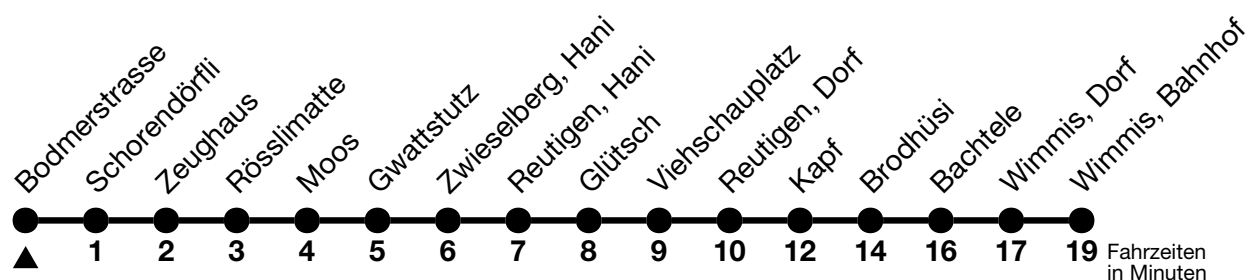 Bodmerstrasse
Schorendörfli
Zeughaus
Rösslimatte
Moos
Gwattstutz
Zwieselberg, Hani
Reutigen, Hani
Glütsch
Viehschauplatz
Reutigen, Dorf
Kapf
Brodhüsi
Bachtele
Wimmis, Dorf
Wimmis, Bahnhof
1 2 3 4 5 6 7 8 9 10 12 14 16 17 19
Fahrzeiten
in Minuten